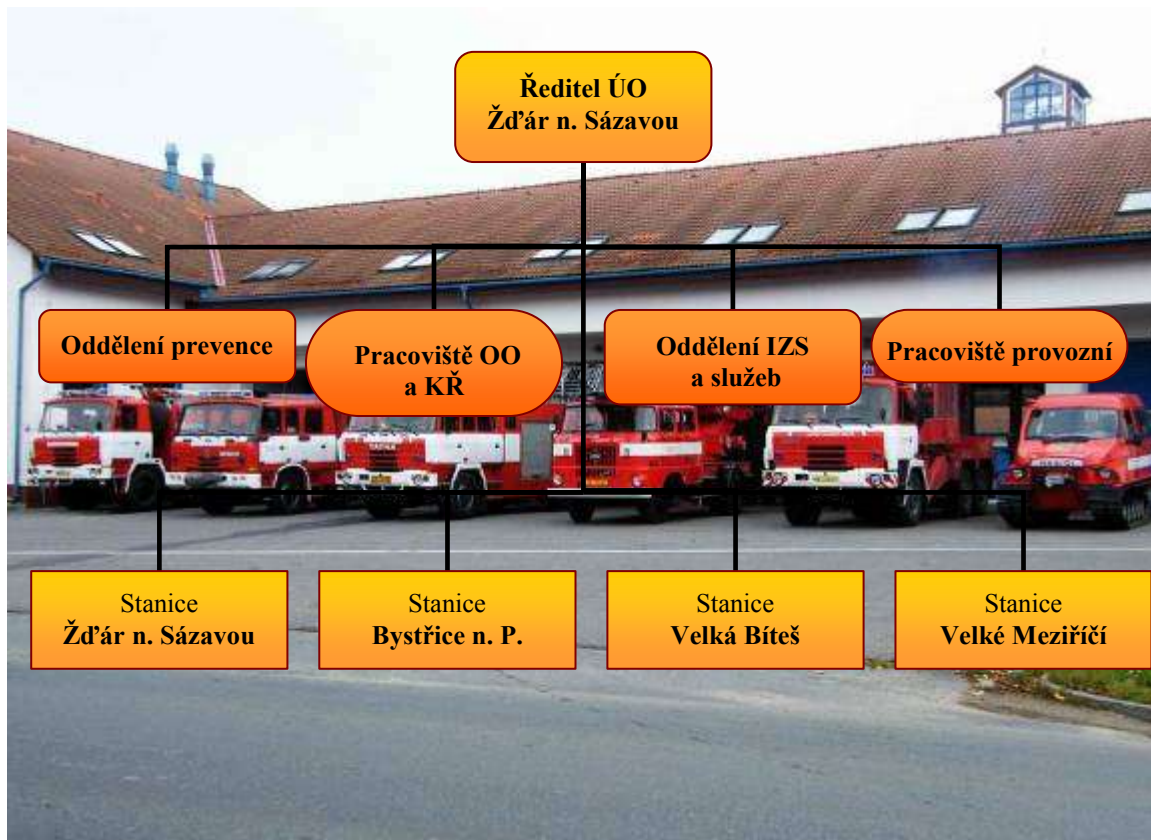 Ředitel ÚO
Žďár n. Sázavou
Oddělení prevence
Pracoviště OO
a KŘ
Oddělení IZS
a služeb
Pracoviště provozní
Stanice
Žďár n. Sázavou
Stanice
Bystřice n. P.
Stanice
Velká Bíteš
Stanice
Velké Meziříčí